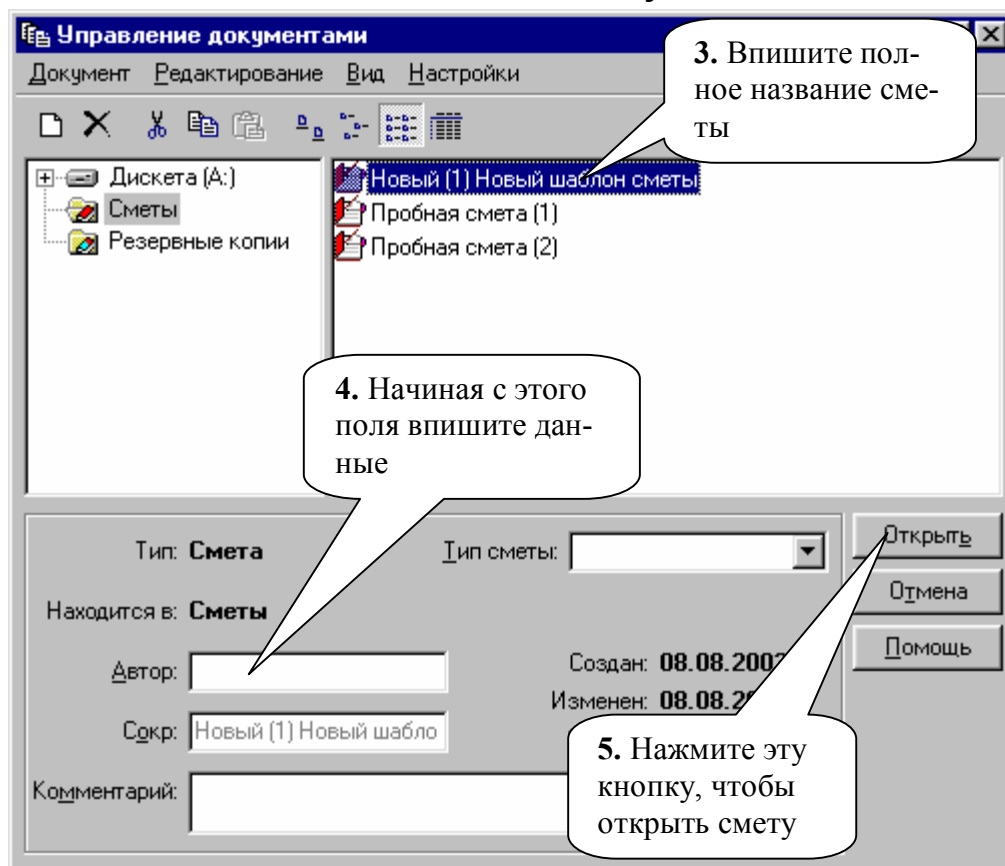 Управление документами
3. Впишите пол-
ное название сме-
ты
Документ Редактирование Вид Настройки
Дискета (A:)
Сметы
Резервные копии
Новый (1) Новый шаблон сметы
Пробная смета (1)
Пробная смета (2)
4. Начиная с этого
поля впишите дан-
ные
Тип: Смета
Тип сметы:
Открыть
Находится в: Сметы
Отмена
Автор:
Создан: 08.08.2002
Помощь
Изменен: 08.08.2
Сокр: Новый (1) Новый шабло
5. Нажмите эту
кнопку, чтобы
открыть смету
Комментарий: